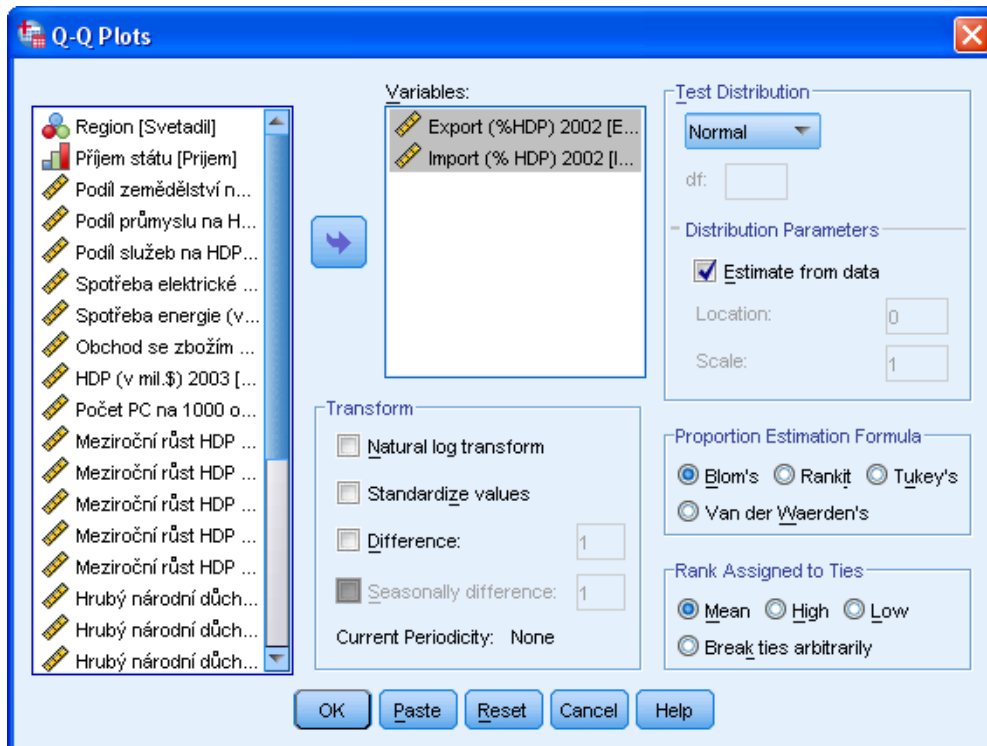 Q-Q Plots
Region [Svetadil]
Příjem státu [Prijem]
Podíl zemědělství n...
Podíl průmyslu na H...
Podíl služeb na HDP...
Spotřeba elektrické ...
Spotřeba energie (v...
Obchod se zbožím ...
HDP (v mil.$) 2003 [...
Počet PC na 1000 o...
Meziroční růst HDP ...
Meziroční růst HDP ...
Meziroční růst HDP ...
Meziroční růst HDP ...
Meziroční růst HDP ...
Hrubý národní důch...
Hrubý národní důch...
Hrubý národní důch...
Variables:
Export (%HDP) 2002 [E...
Import (% HDP) 2002 [I...
Transform
Natural log transform
Standardize values
Difference: 1
Seasonally difference: 1
Current Periodicity: None
Test Distribution
Normal
df:
Distribution Parameters
Estimate from data
Location: 0
Scale: 1
Proportion Estimation Formula
Blom's Rankit Tukey's
Van der Waerden's
Rank Assigned to Ties
Mean High Low
Break ties arbitrarily
OK Paste Reset Cancel Help